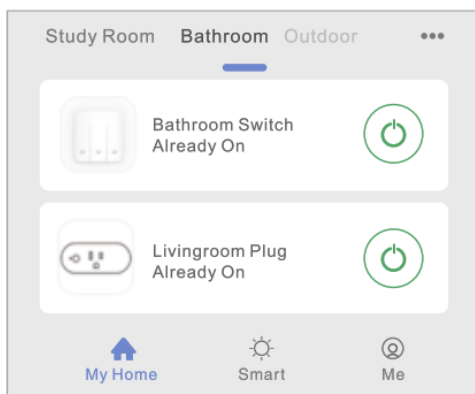 Study Room Bathroom Outdoor
Bathroom Switch
Already On
Livingroom Plug
Already On
My Home Smart Me